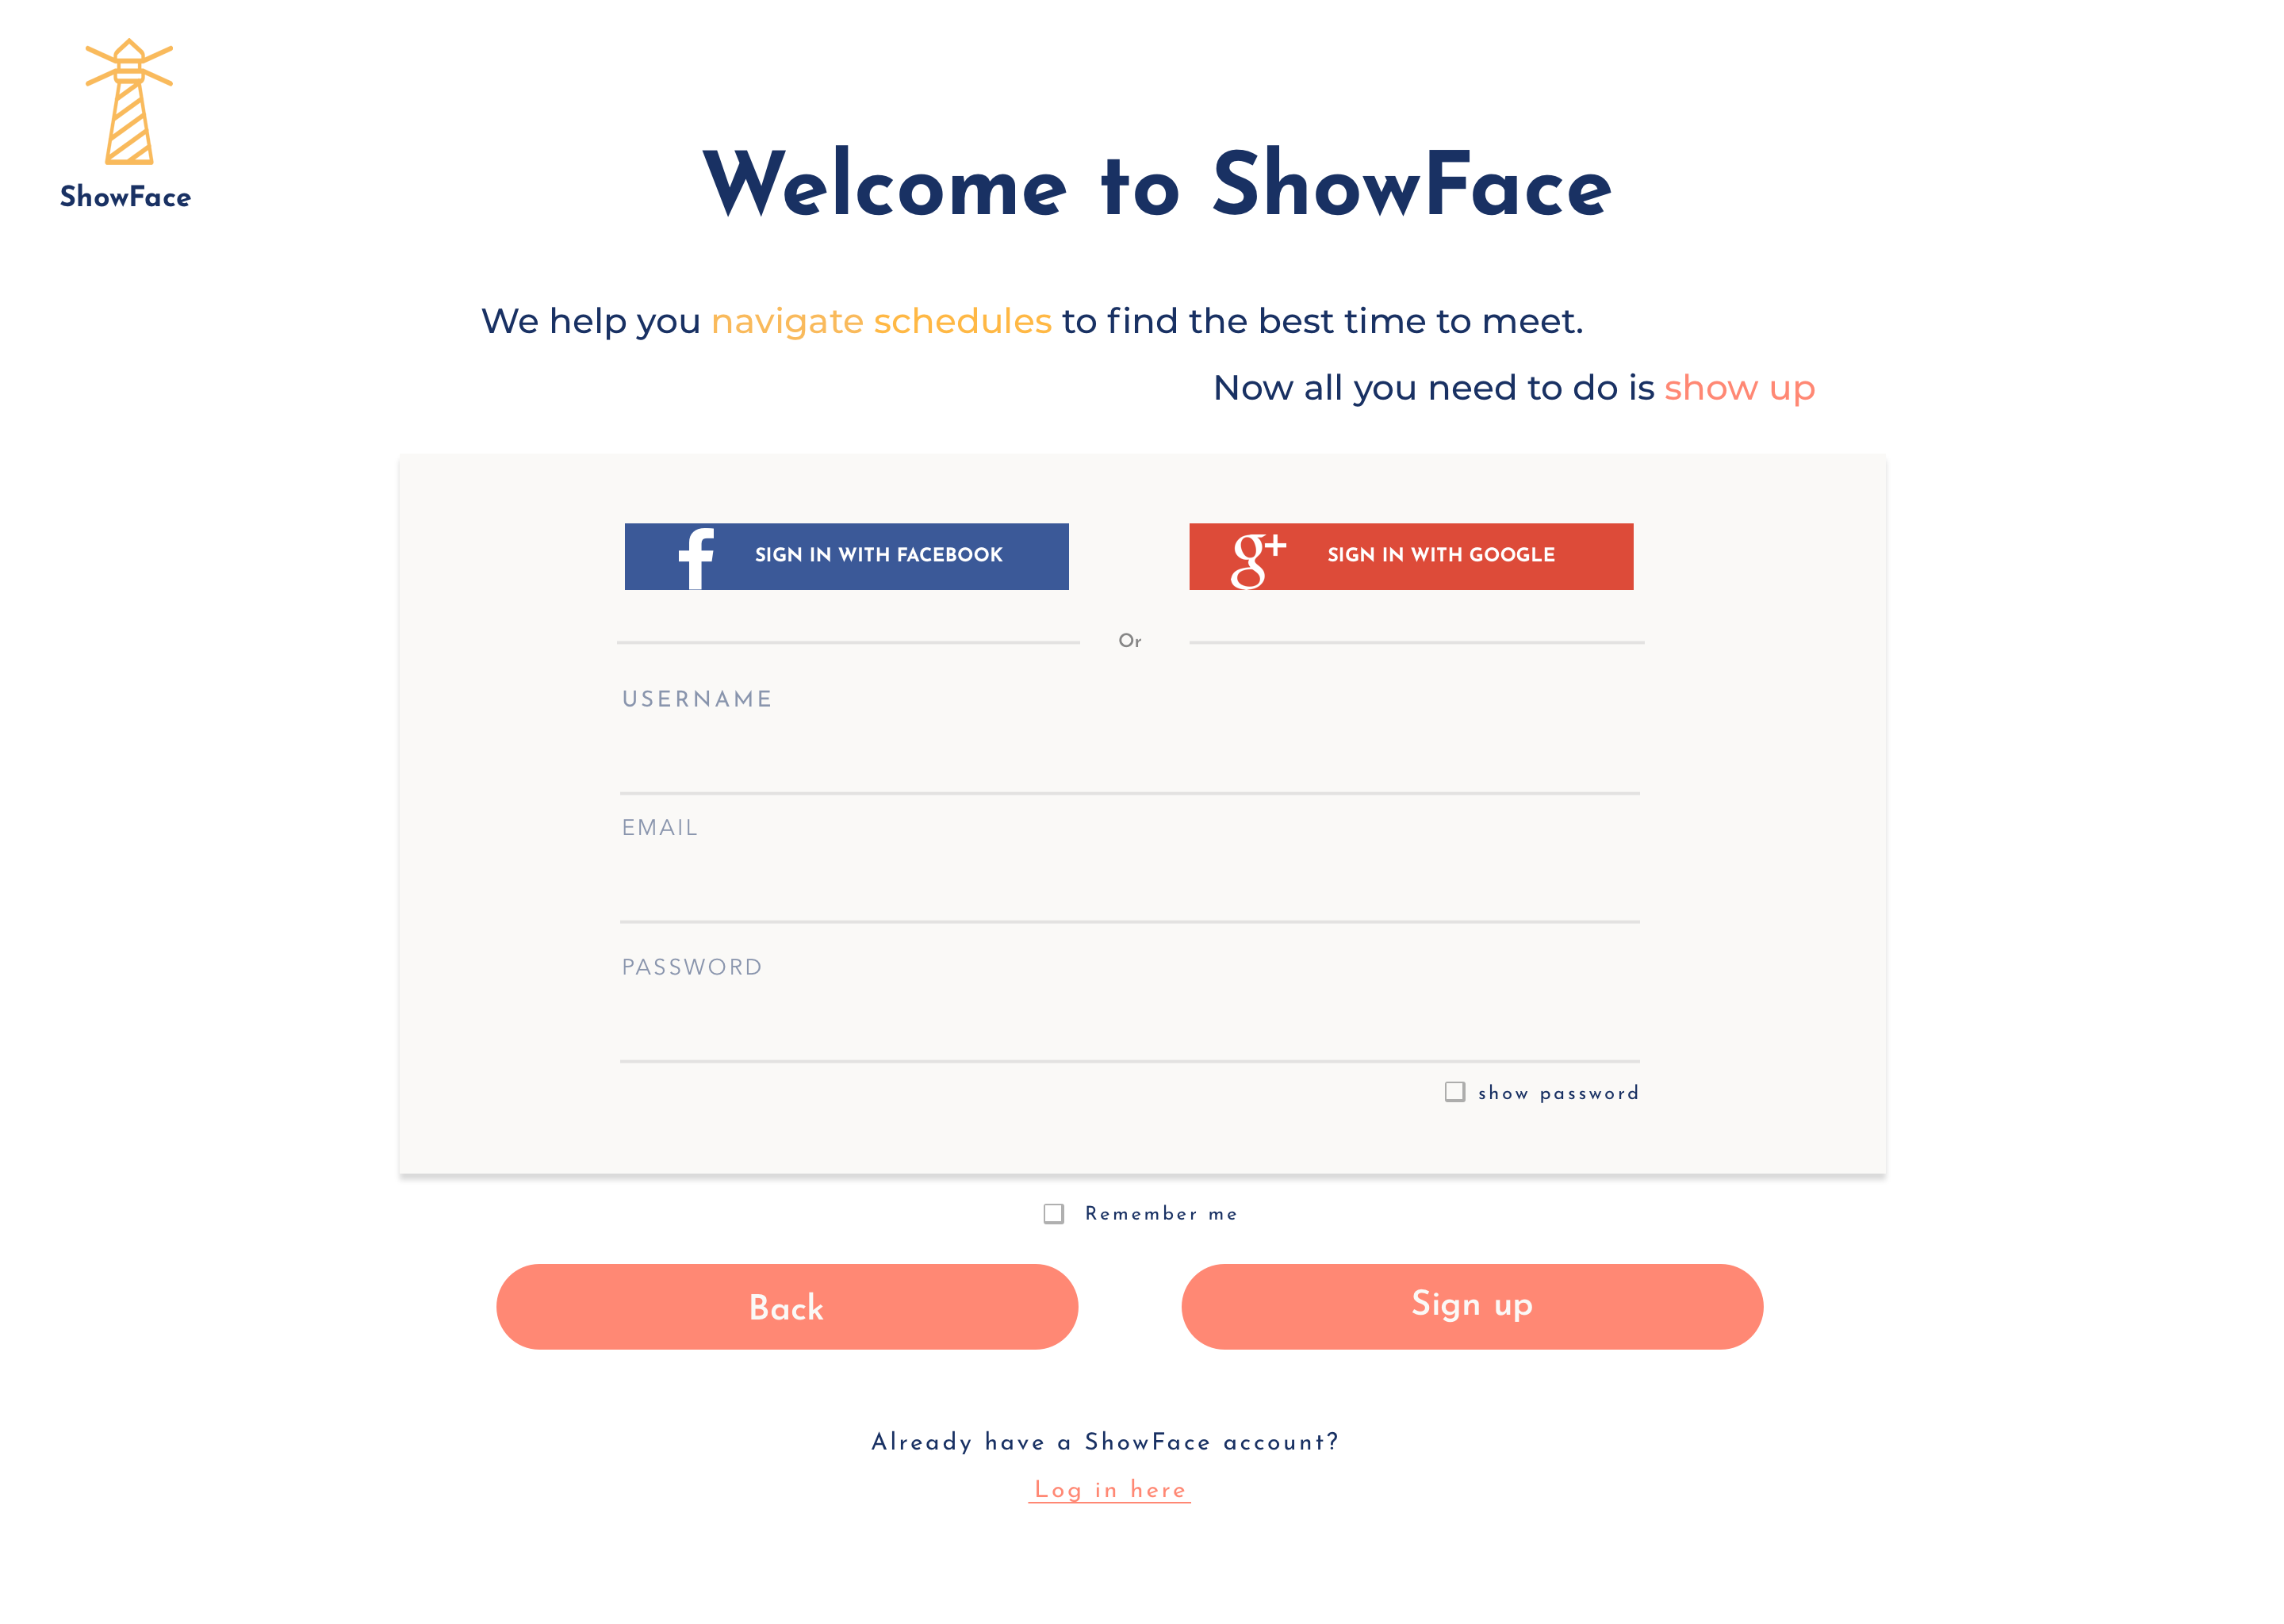 ShowFace
Welcome to ShowFace
We help you navigate schedules to find the best time to meet.
Now all you need to do is show up
f SIGN IN WITH FACEBOOK
g+ SIGN IN WITH GOOGLE
Or
USERNAME
EMAIL
PASSWORD
show password
Remember me
Back
Sign up
Already have a ShowFace account?
Log in here